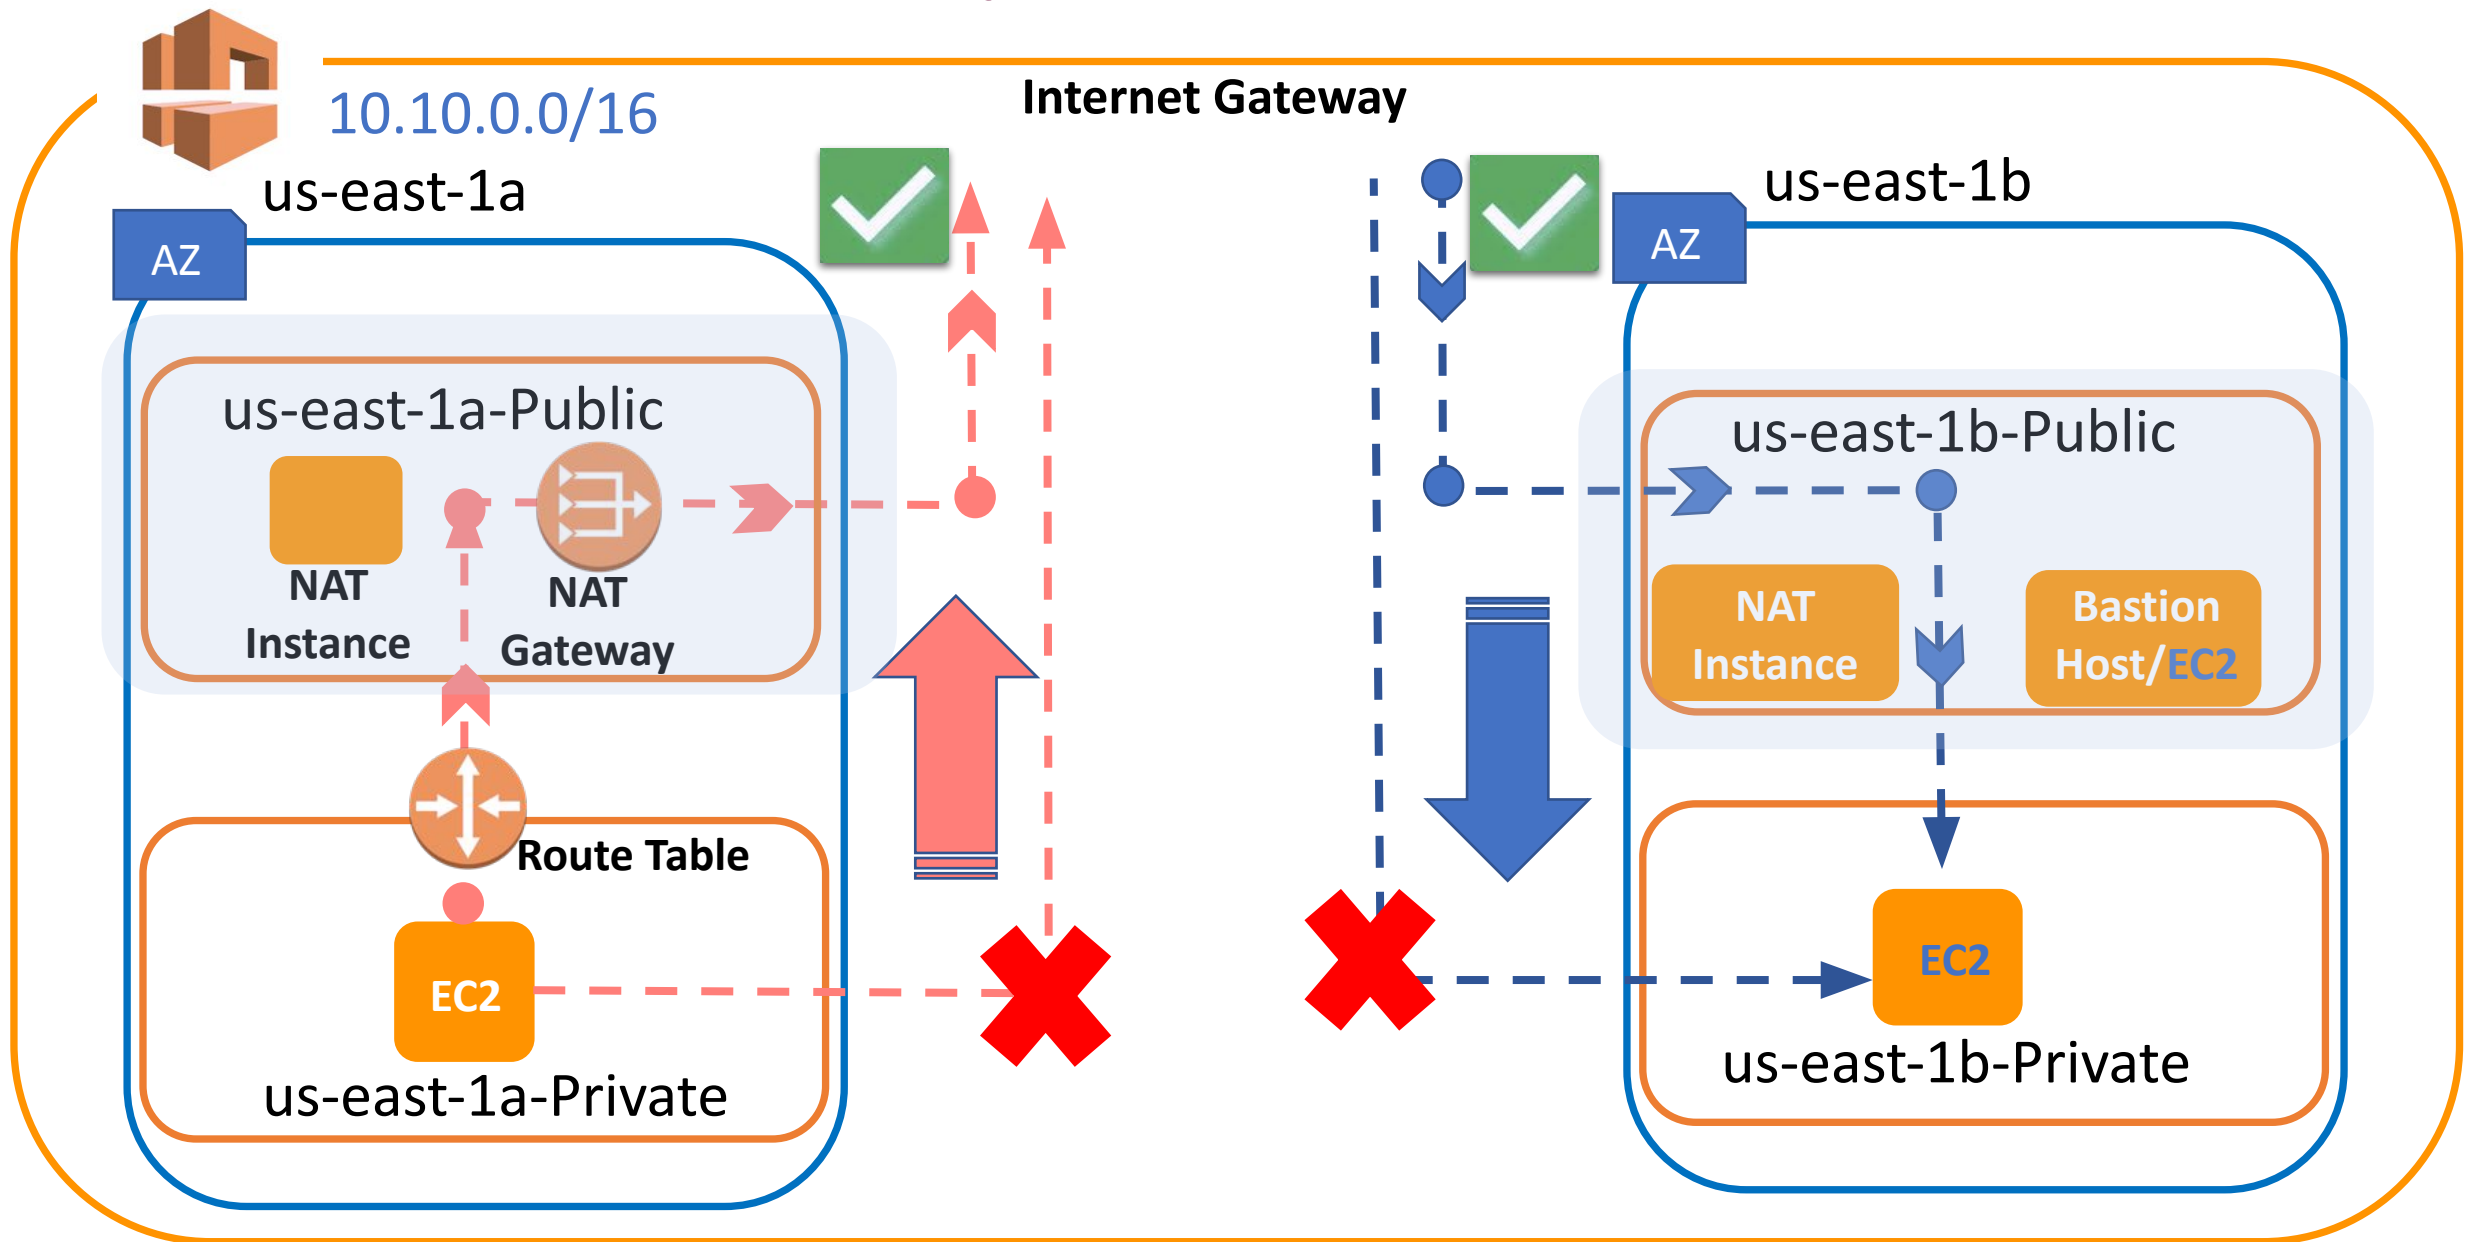 Internet Gateway
10.10.0.0/16
us-east-1a
AZ
us-east-1a-Public
NAT
Instance
NAT
Gateway
Route Table
EC2
us-east-1a-Private
us-east-1b
AZ
us-east-1b-Public
NAT
Instance
Bastion
Host/EC2
EC2
us-east-1b-Private